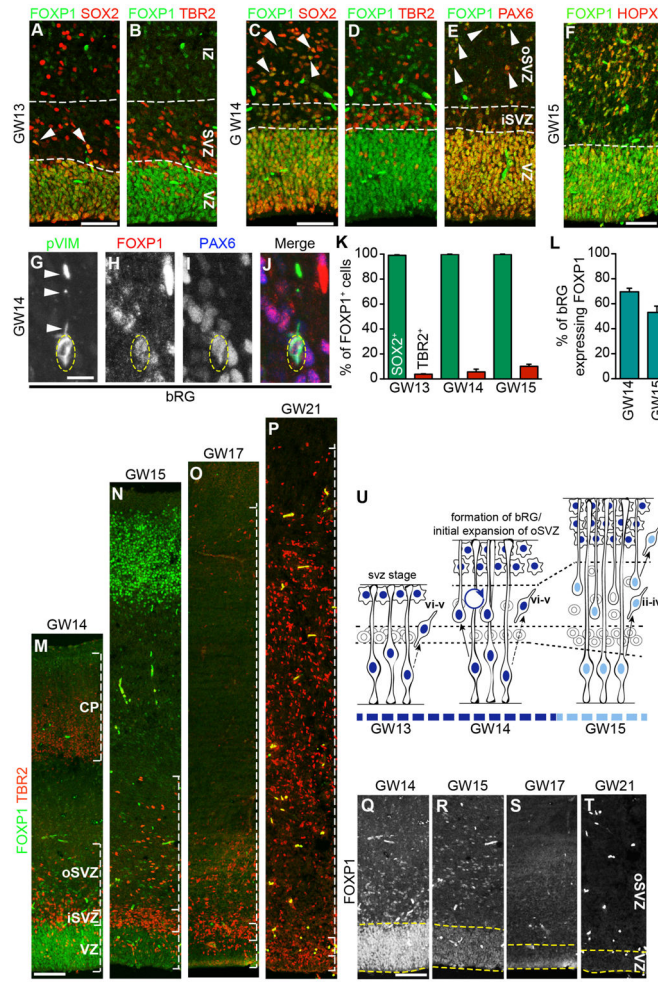 FOXP1 SOX2
FOXP1 TBR2
FOXP1 SOX2
FOXP1 TBR2
FOXP1 PAX6
FOXP1 HOPX
GW13
A
B
IZ
SVZ
VZ
G W14
C
D
E
oSVZ
iSVZ
VZ
GW15
F
pVIM
FOXP1
PAX6
Merge
GW14
G
H
I
J
bRG
K
% of FOXP1+ cells
100
80
60
40
20
0
SOX2+
TBR2+
GW13
GW14
GW15
L
% of bRG
expressing FOXP1
100
80
60
40
20
0
GW14
FOXP1 TBR2
GW14
M
CP
oSVZ
iSVZ
VZ
GW15
N
GW17
O
GW21
P
U
formation of bRG/
initial expansion of oSVZ
svz stage
vi-v
vi-v
GW13
GW14
GW15
FOXP1
GW14
GW15
GW17
GW21
Q
R
S
T
oSVZ
VZ